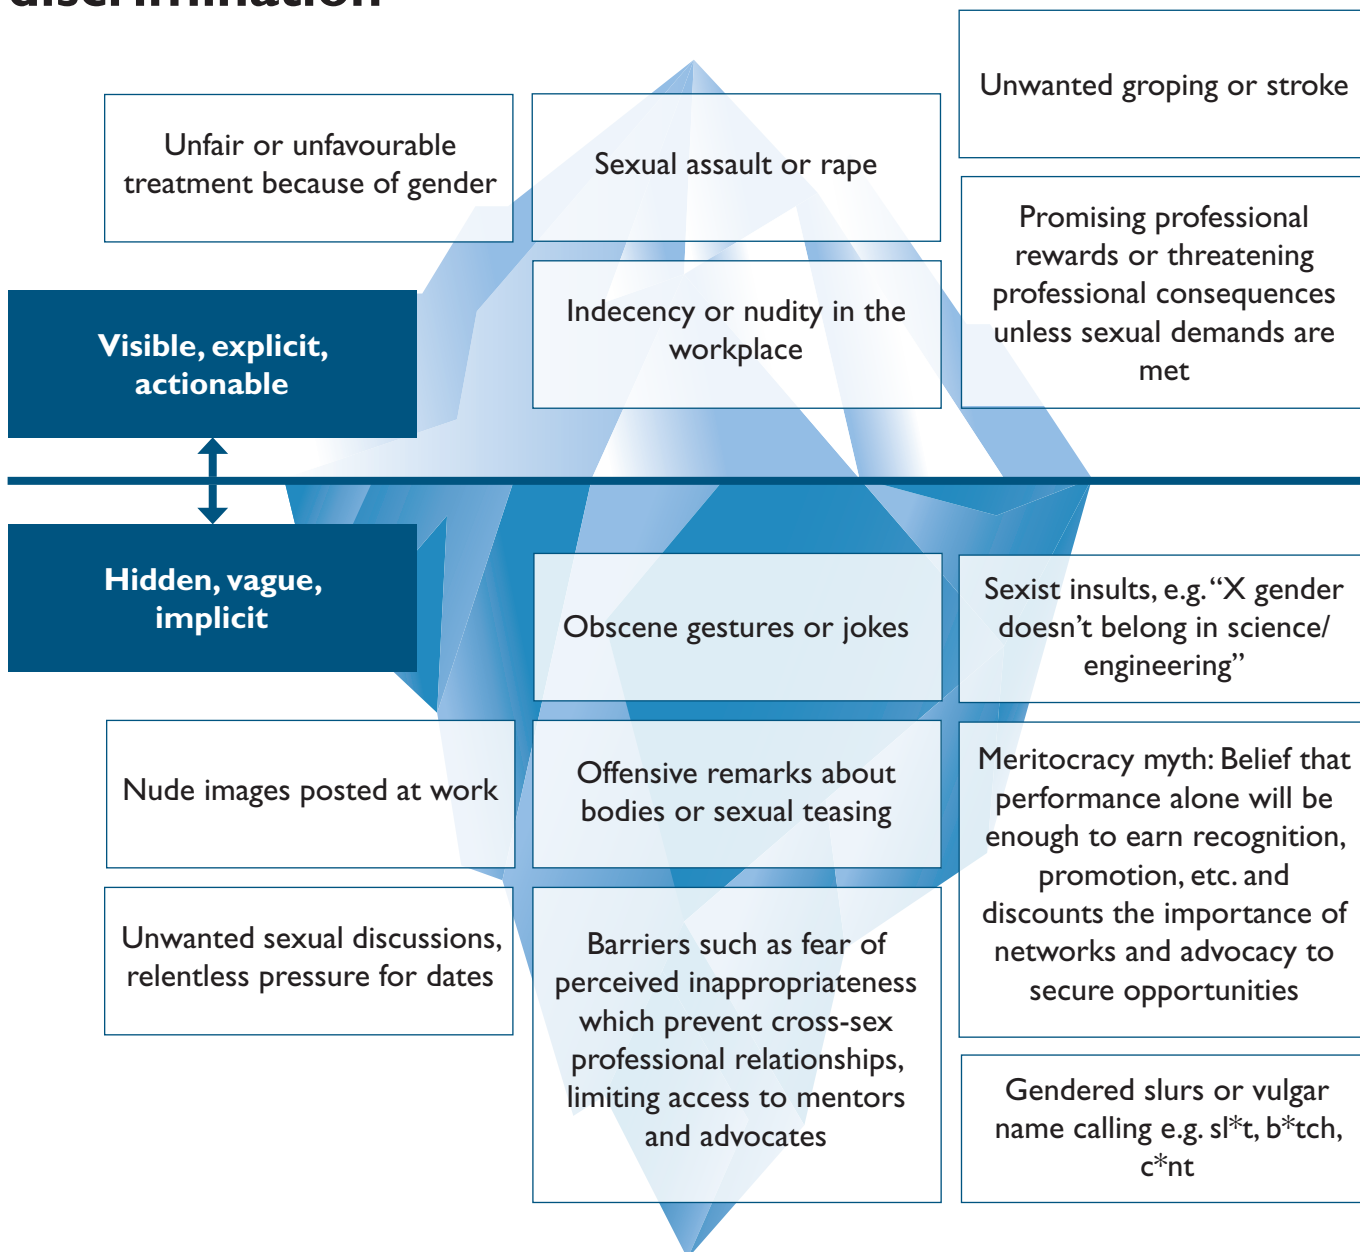 discrimination
Unwanted groping or stroke
Unfair or unfavourable
treatment because of gender
Sexual assault or rape
Promising professional
rewards or threatening
professional consequences
unless sexual demands are
met
Indecency or nudity in the
workplace
Visible, explicit,
actionable
Hidden, vague,
implicit
Obscene gestures or jokes
Sexist insults, e.g. “X gender
doesn’t belong in science/
engineering”
Nude images posted at work
Offensive remarks about
bodies or sexual teasing
Meritocracy myth: Belief that
performance alone will be
enough to earn recognition,
promotion, etc. and
discounts the importance of
networks and advocacy to
secure opportunities
Unwanted sexual discussions,
relentless pressure for dates
Barriers such as fear of
perceived inappropriateness
which prevent cross-sex
professional relationships,
limiting access to mentors
and advocates
Gendered slurs or vulgar
name calling e.g. sl*t, b*tch,
c*nt